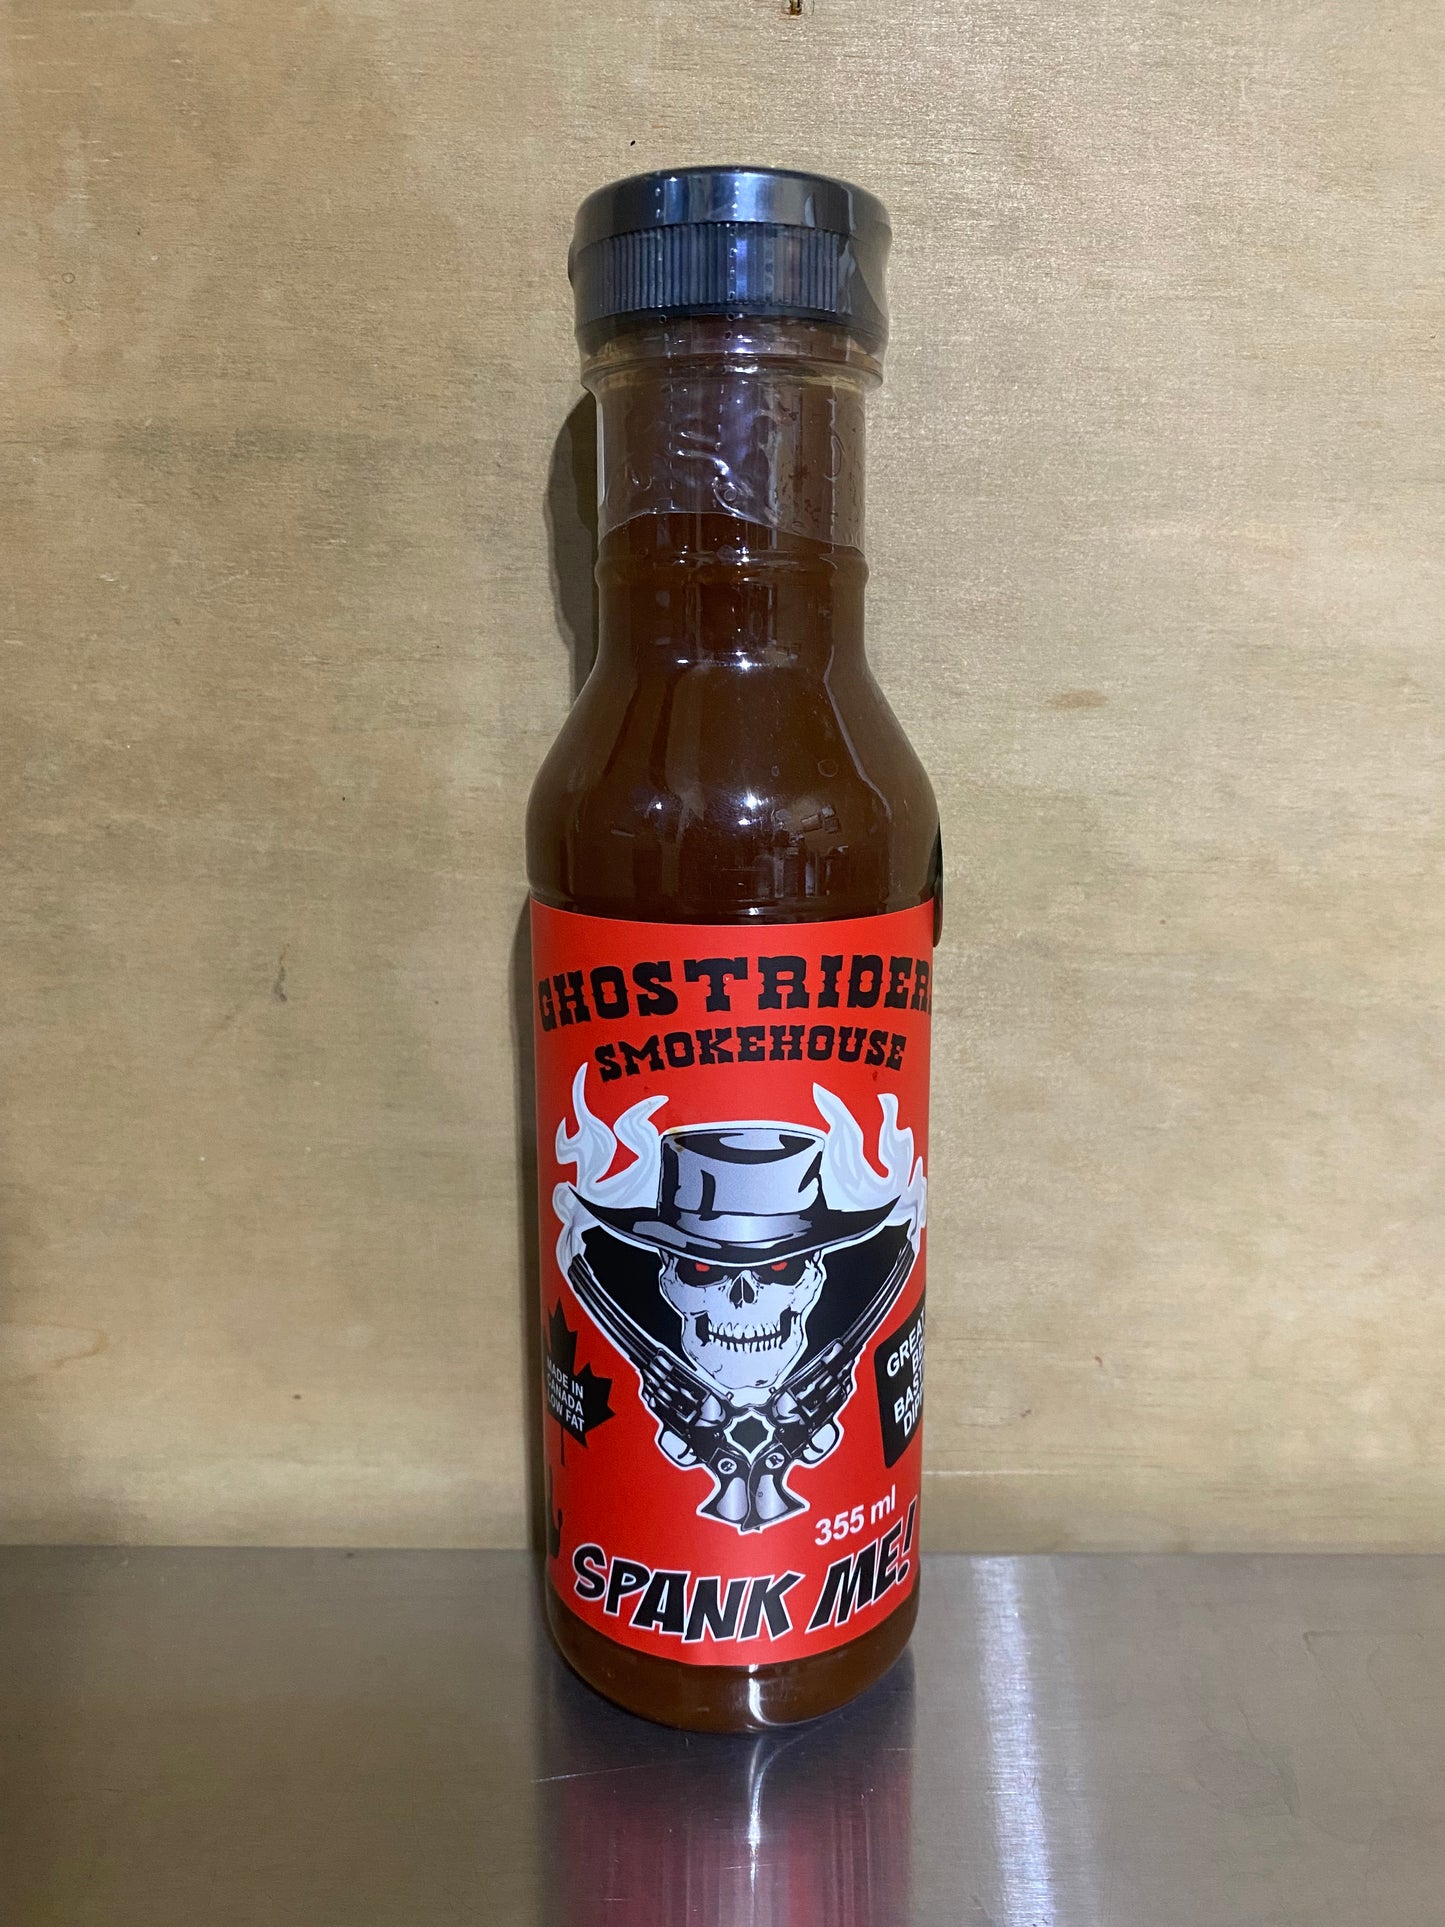 GHOSTRIDER
SMOKEHOUSE
MADE IN
CANADA
LOW FAT
355 ml
SPANK ME!